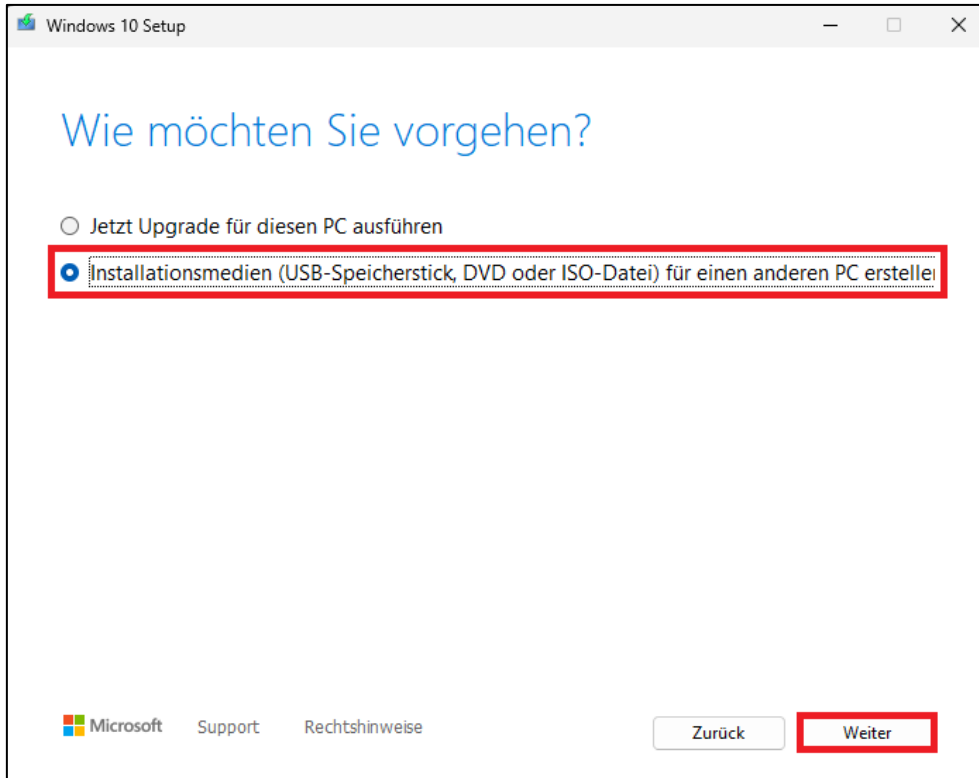 Windows 10 Setup
Wie möchten Sie vorgehen?
Jetzt Upgrade für diesen PC ausführen
Installationsmedien (USB-Speicherstick, DVD oder ISO-Datei) für einen anderen PC erstelle
Microsoft Support Rechtshinweise Zurück Weiter